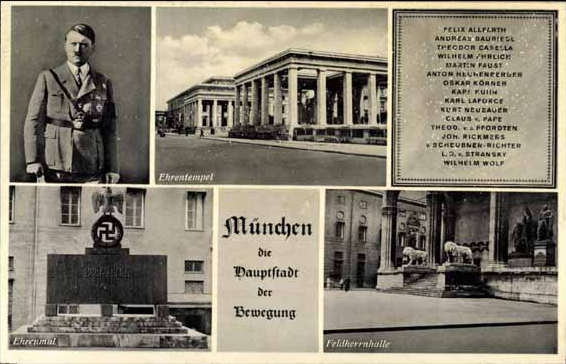 FELIX ALLFARTH
ANDREAS BAURIEDL
THEODOR CASELLA
WILHELM EHRLICH
MARTIN FAUST
ANTON HECHENBERGER
OSKAR KÖRNER
KARL KUHN
KARL LAFORCE
KURT NEUBAUER
CLAUS v. PAPE
THEOD. v. d. PFORDTEN
JOH. RICKMERS
v. SCHEUBNER-RICHTER
L.R. v. STRANSKY
WILHELM WOLF
Ehrentempel
München
die
Hauptstadt
der
Bewegung
Ehrenmal
Feldherrnhalle